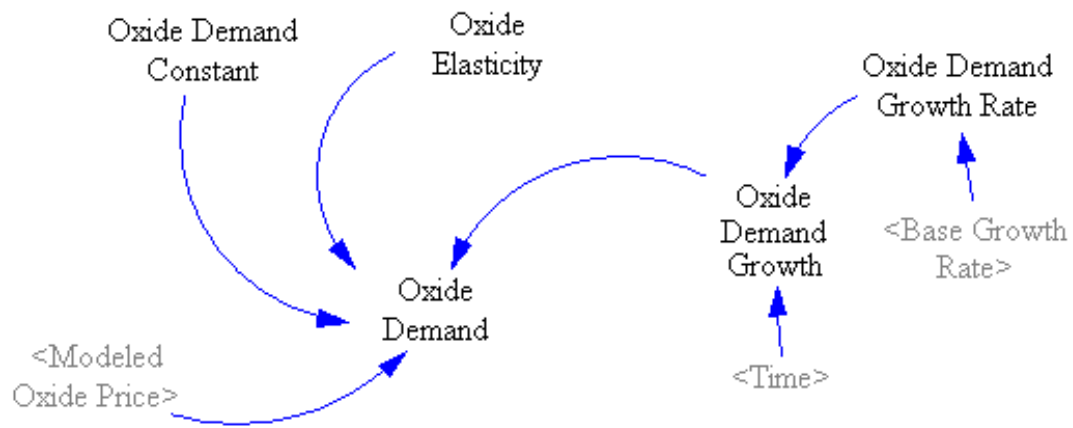 Oxide Demand
Constant
Oxide
Elasticity
Oxide Demand
Growth Rate
Oxide
Demand
Growth
<Base Growth
Rate>
Oxide
Demand
<Modeled
Oxide Price>
<Time>